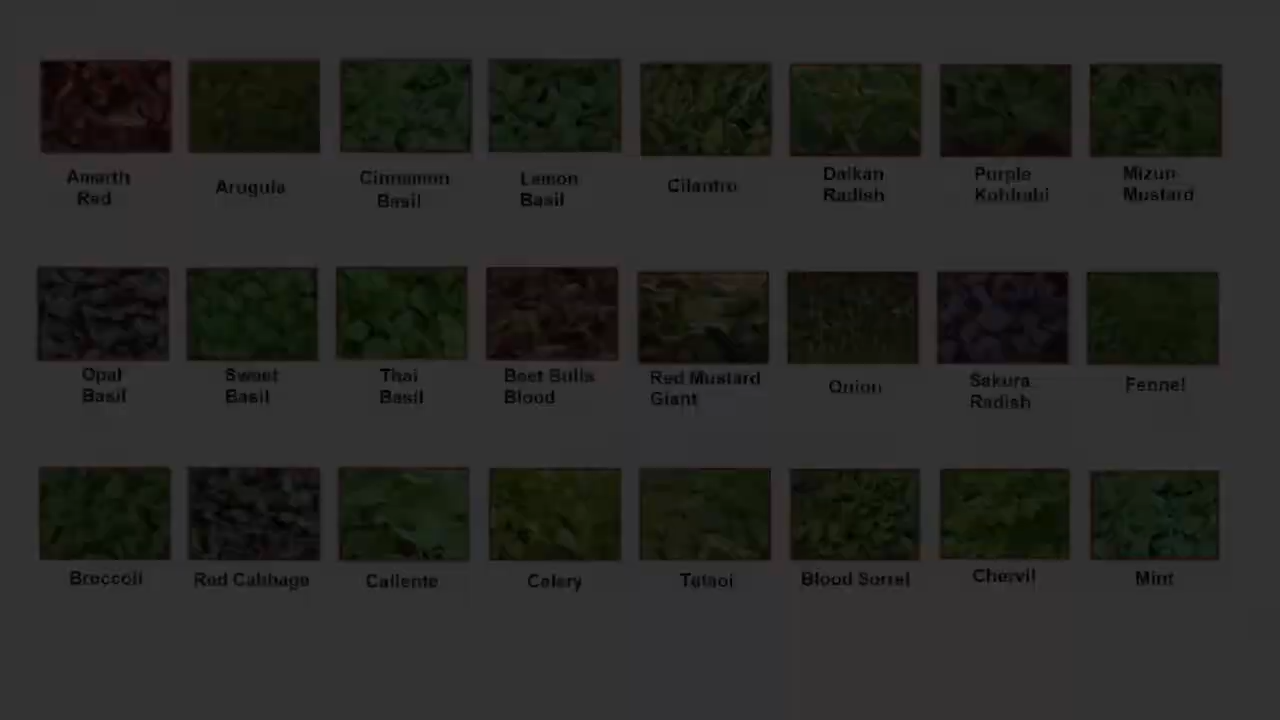 Amarth
Red
Arugula
Cinnamon
Basil
Lemon
Basil
Cilantro
Daikan
Radish
Purple
Kohlrabi
Mizun
Mustard
Opal
Basil
Sweet
Basil
Thai
Basil
Beet Bulls
Blood
Red Mustard
Giant
Onion
Sakura
Radish
Fennel
Broccoli
Red Cabbage
Caliente
Celery
Tatsoi
Blood Sorrel
Chervil
Mint